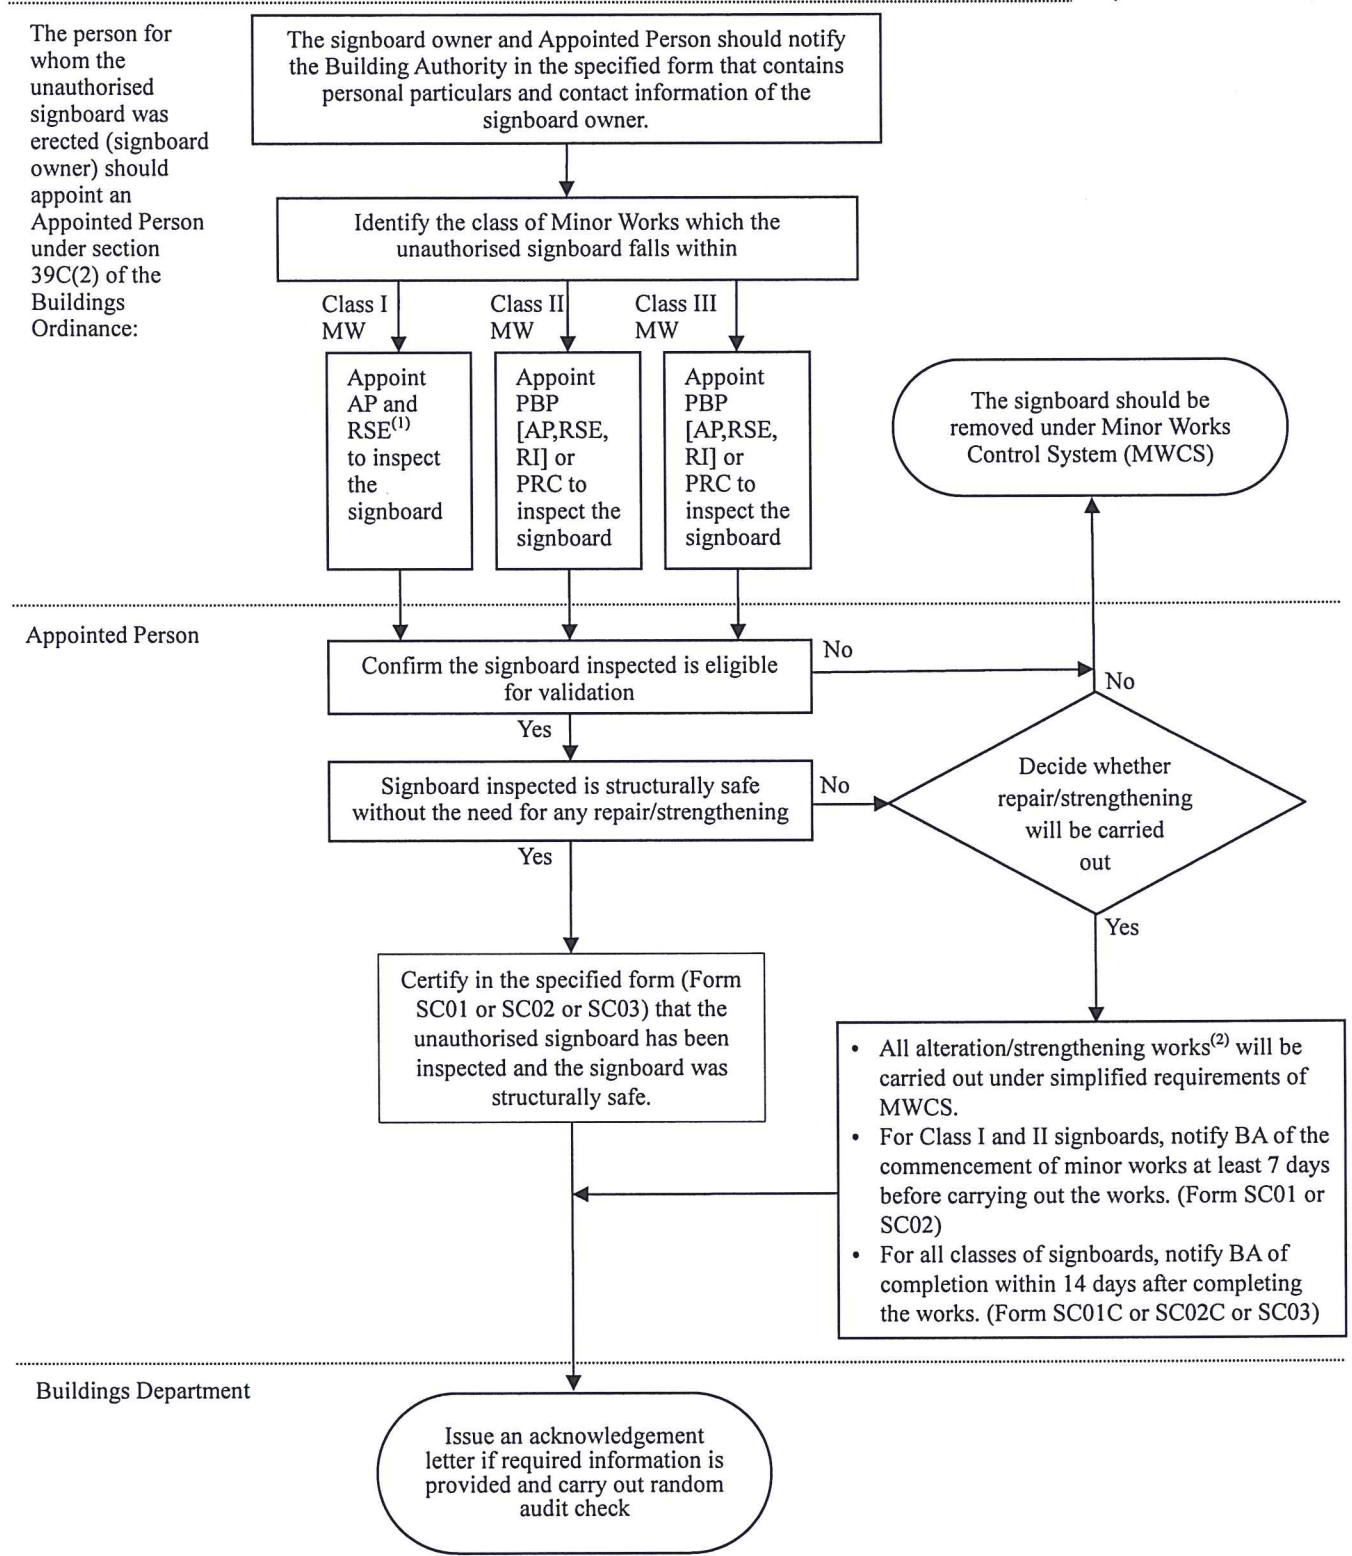 The person for
whom the
unauthorised
signboard was
erected (signboard
owner) should
appoint an
Appointed Person
under section
39C(2) of the
Buildings
Ordinance:
The signboard owner and Appointed Person should notify
the Building Authority in the specified form that contains
personal particulars and contact information of the
signboard owner.
Identify the class of Minor Works which the
unauthorised signboard falls within
Class I
MW
Class II
MW
Class III
MW
Appoint
AP and
RSE(1)
to inspect
the
signboard
Appoint
PBP
[AP,RSE,
RI] or
PRC to
inspect the
signboard
Appoint
PBP
[AP,RSE,
RI] or
PRC to
inspect the
signboard
The signboard should be
removed under Minor Works
Control System (MWCS)
Appointed Person
Confirm the signboard inspected is eligible
for validation
No
No
Yes
Signboard inspected is structurally safe
without the need for any repair/strengthening
No
Decide whether
repair/strengthening
will be carried
out
Yes
Yes
Certify in the specified form (Form
SC01 or SC02 or SC03) that the
unauthorised signboard has been
inspected and the signboard was
structurally safe.
• All alteration/strengthening works(2) will be
carried out under simplified requirements of
MWCS.
• For Class I and II signboards, notify BA of the
commencement of minor works at least 7 days
before carrying out the works. (Form SC01 or
SC02)
• For all classes of signboards, notify BA of
completion within 14 days after completing
the works. (Form SC01C or SC02C or SC03)
Buildings Department
Issue an acknowledgement
letter if required information is
provided and carry out random
audit check